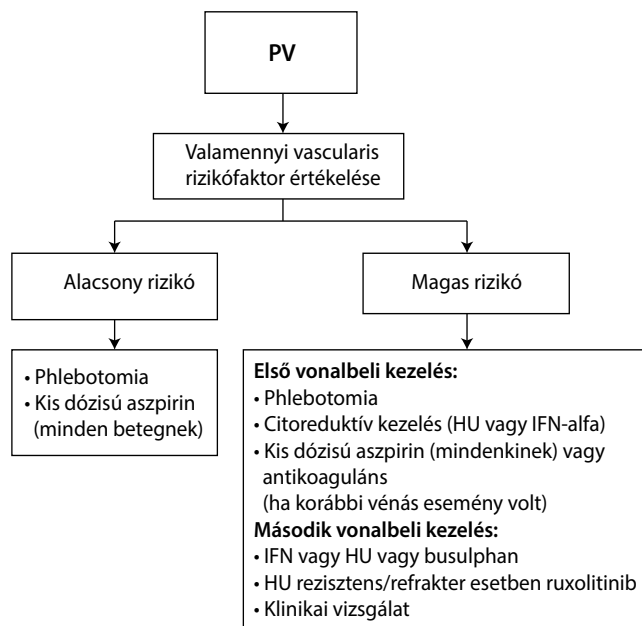 PV
Valamennyi vascularis
rizikófaktor értékelése
Alacsony rizikó
Magas rizikó
• Phlebotomia
• Kis dózisú aszpirin
(minden betegnek)
Első vonalbeli kezelés:
• Phlebotomia
• Citoreduktív kezelés (HU vagy IFN-alfa)
• Kis dózisú aszpirin (mindenkinek) vagy
antikoaguláns
(ha korábbi vénás esemény volt)
Második vonalbeli kezelés:
• IFN vagy HU vagy busulphan
• HU rezisztens/refrakter esetben ruxolitinib
• Klinikai vizsgálat